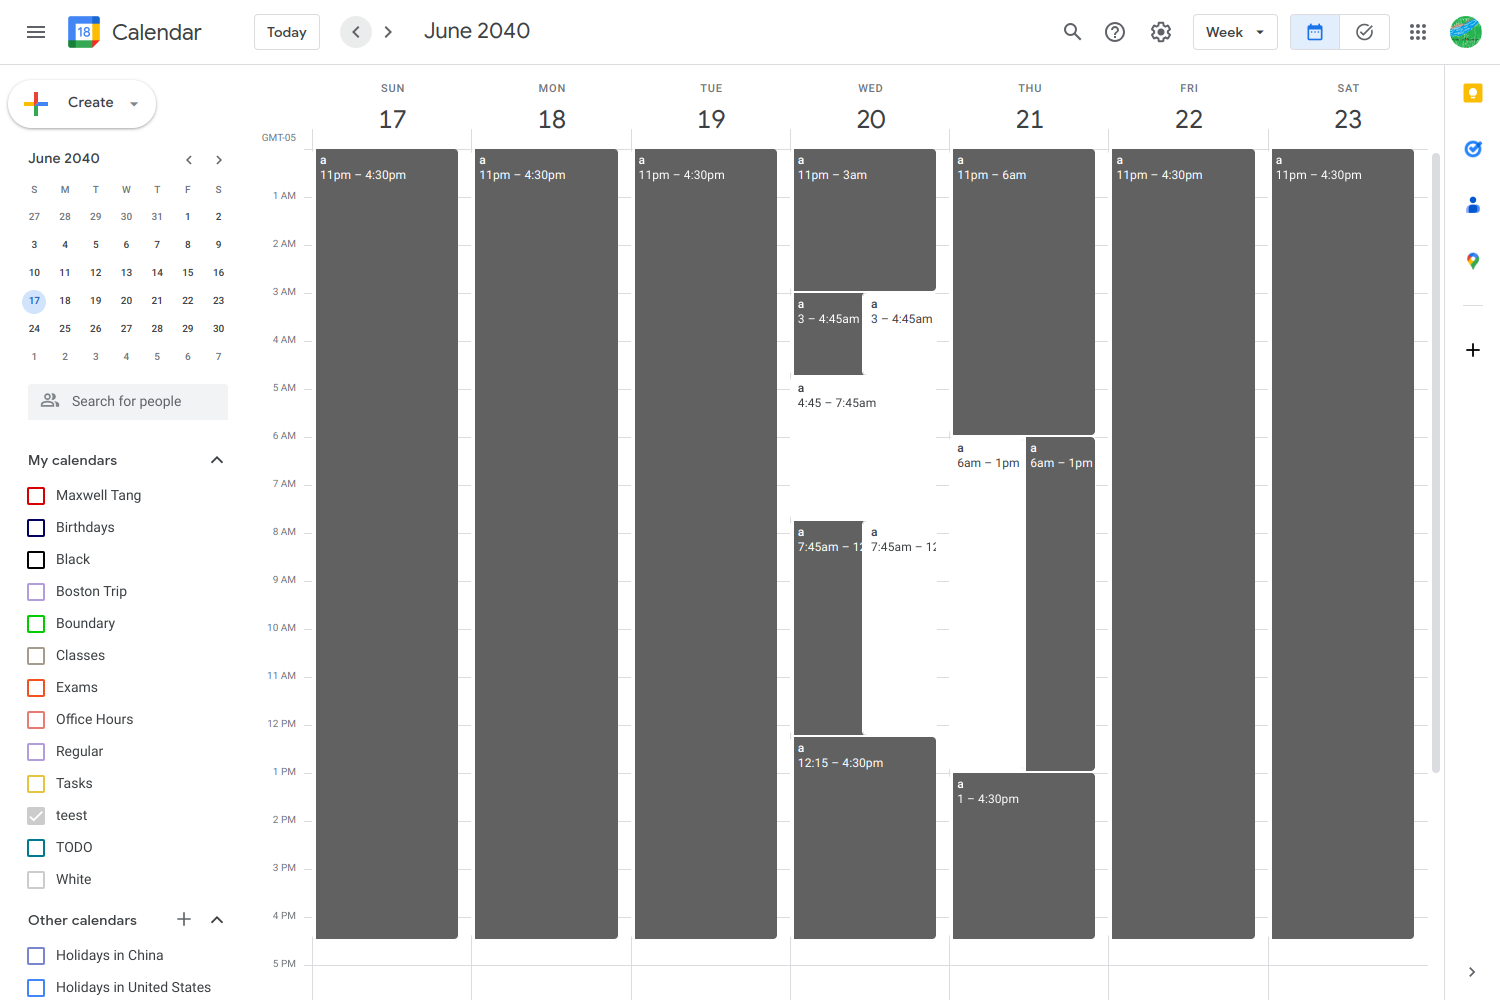 18 Calendar Today June 2040 Week
Create
June 2040
S M T W T F S
27 28 29 30 31 1 2
3 4 5 6 7 8 9
10 11 12 13 14 15 16
17 18 19 20 21 22 23
24 25 26 27 28 29 30
1 2 3 4 5 6 7
Search for people
My calendars
Maxwell Tang
Birthdays
Black
Boston Trip
Boundary
Classes
Exams
Office Hours
Regular
Tasks
teest
TODO
White
Other calendars
Holidays in China
Holidays in United States
SUN MON TUE WED THU FRI SAT
17 18 19 20 21 22 23
GMT-05
1 AM
2 AM
3 AM
4 AM
5 AM
6 AM
7 AM
8 AM
9 AM
10 AM
11 AM
12 PM
1 PM
2 PM
3 PM
4 PM
5 PM
a
11pm – 4:30pm
a
11pm – 4:30pm
a
11pm – 4:30pm
a
11pm – 3am
a
3 – 4:45am
a
3 – 4:45am
a
4:45 – 7:45am
a
7:45am – 12
a
7:45am – 12
a
12:15 – 4:30pm
a
11pm – 6am
a
6am – 1pm
a
6am – 1pm
a
1 – 4:30pm
a
11pm – 4:30pm
a
11pm – 4:30pm